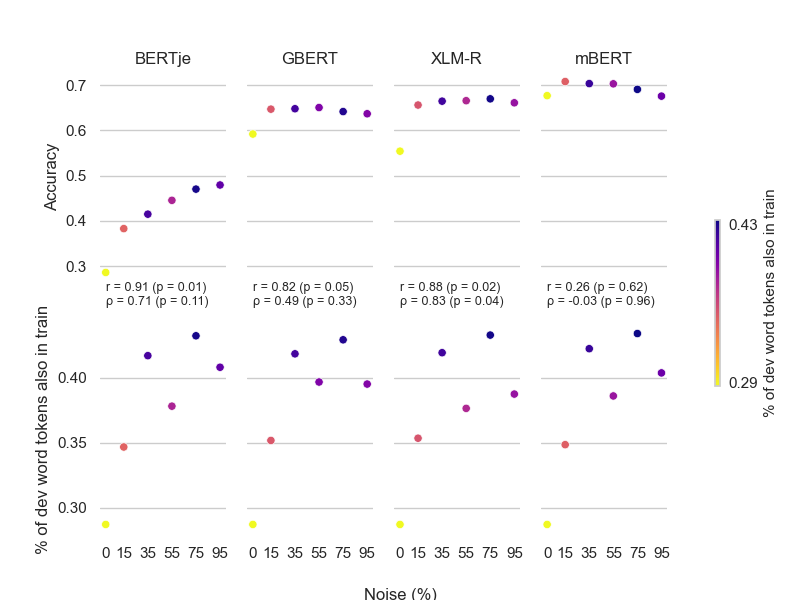 BERTje GBERT XLM-R mBERT
0.7
0.6
0.5
0.4
0.3
Accuracy
r = 0.91 (p = 0.01) r = 0.82 (p = 0.05) r = 0.88 (p = 0.02) r = 0.26 (p = 0.62)
ρ = 0.71 (p = 0.11) ρ = 0.49 (p = 0.33) ρ = 0.83 (p = 0.04) ρ = -0.03 (p = 0.96)
0.40
0.35
0.30
% of dev word tokens also in train
0 15 35 55 75 95 0 15 35 55 75 95 0 15 35 55 75 95 0 15 35 55 75 95
Noise (%)
0.43
0.29
% of dev word tokens also in train